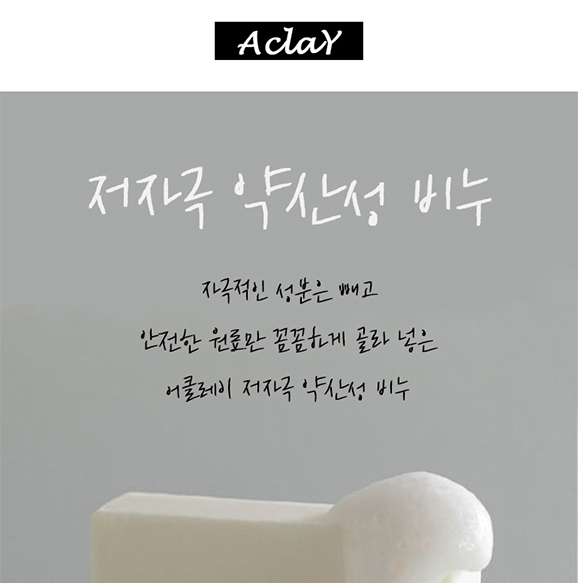 AclaY
저자극 약산성 비누
자극적인 성분은 빼고
안전한 원료만 꼼꼼하게 골라 넣은
어클레이 저자극 약산성 비누